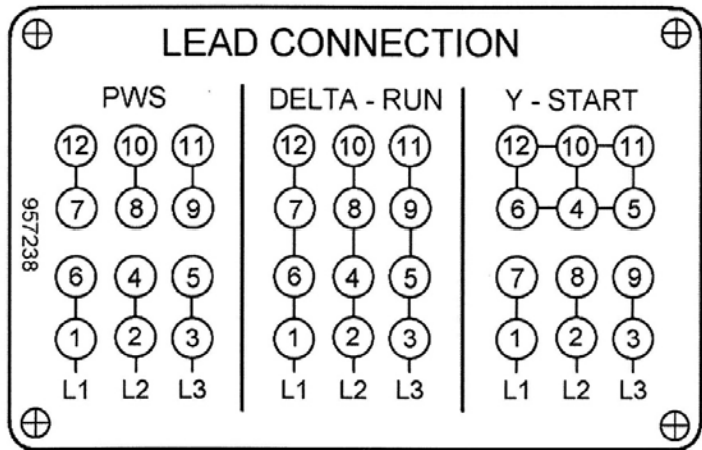 LEAD CONNECTION
PWS DELTA - RUN Y - START
12 10 11 12 10 11 12 10 11
7 8 9 7 8 9 6 4 5
6 4 5 6 4 5 7 8 9
1 2 3 1 2 3 1 2 3
L1 L2 L3 L1 L2 L3 L1 L2 L3
957238